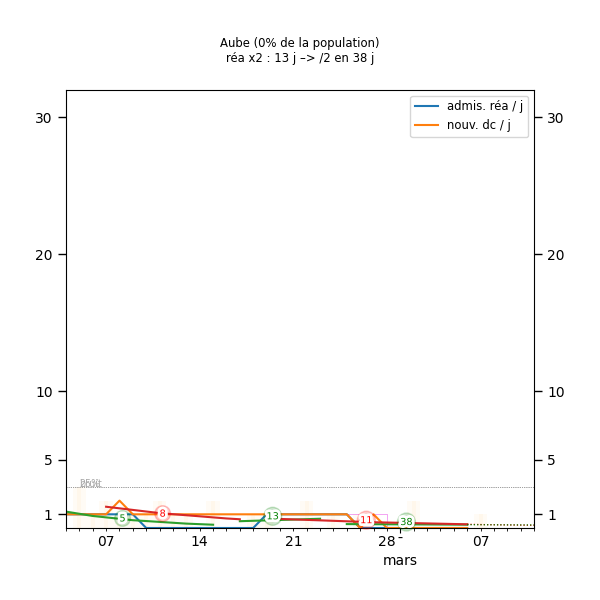 Aube (0% de la population)
réa x2 : 13 j –> /2 en 38 j
admis. réa / j
nouv. dc / j
30 30
20 20
10 10
5 5
1 1
5 8 13 11 38
07 14 21 28 07
mars